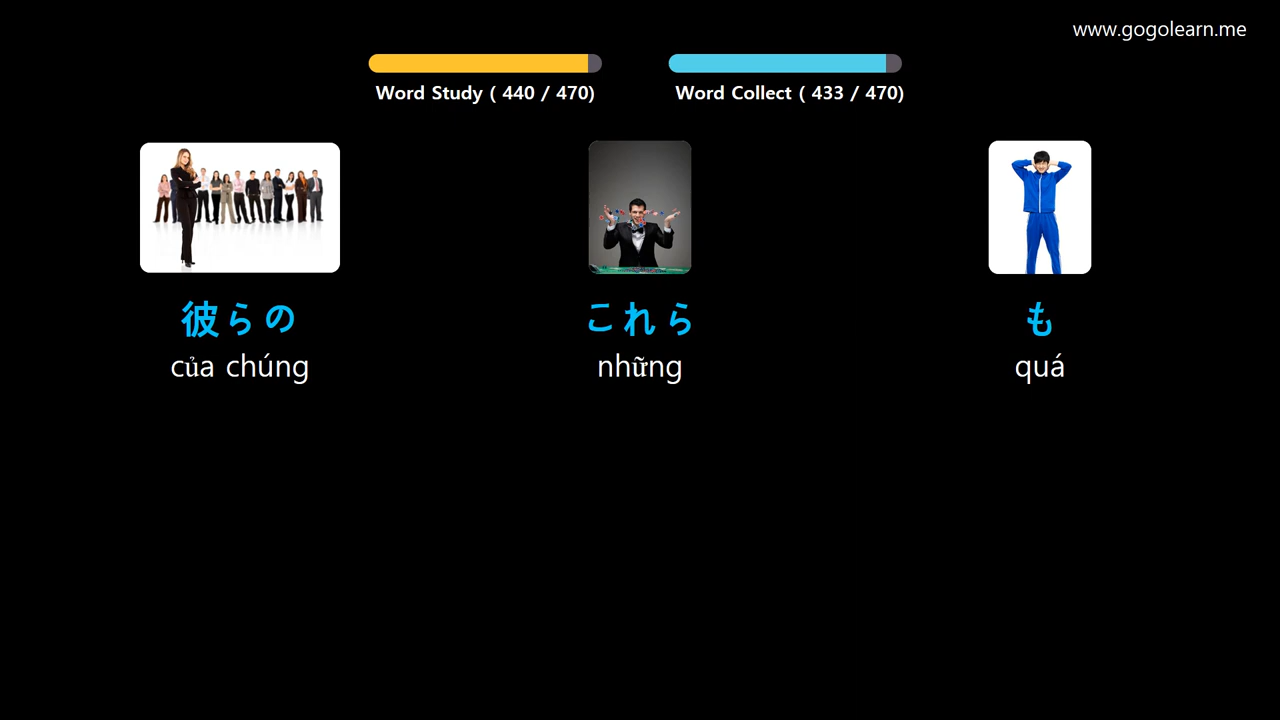 www.gogolearn.me
Word Study ( 440 / 470)
Word Collect ( 433 / 470)
彼らの
これら
も
của chúng
những
quá